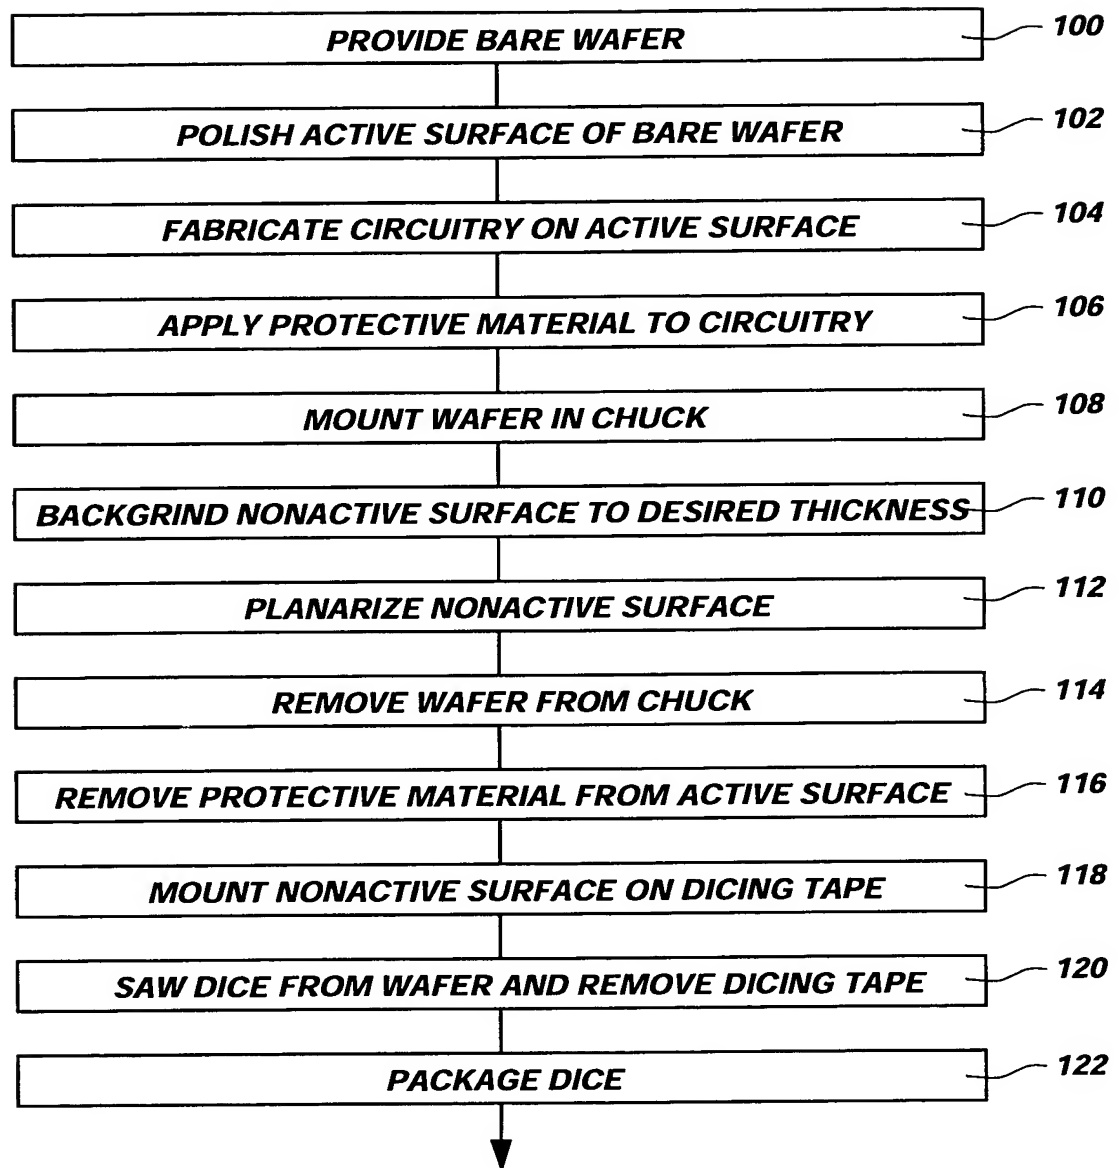 PROVIDE BARE WAFER 100
POLISH ACTIVE SURFACE OF BARE WAFER 102
FABRICATE CIRCUITRY ON ACTIVE SURFACE 104
APPLY PROTECTIVE MATERIAL TO CIRCUITRY 106
MOUNT WAFER IN CHUCK 108
BACKGRIND NONACTIVE SURFACE TO DESIRED THICKNESS 110
PLANARIZE NONACTIVE SURFACE 112
REMOVE WAFER FROM CHUCK 114
REMOVE PROTECTIVE MATERIAL FROM ACTIVE SURFACE 116
MOUNT NONACTIVE SURFACE ON DICING TAPE 118
SAW DICE FROM WAFER AND REMOVE DICING TAPE 120
PACKAGE DICE 122